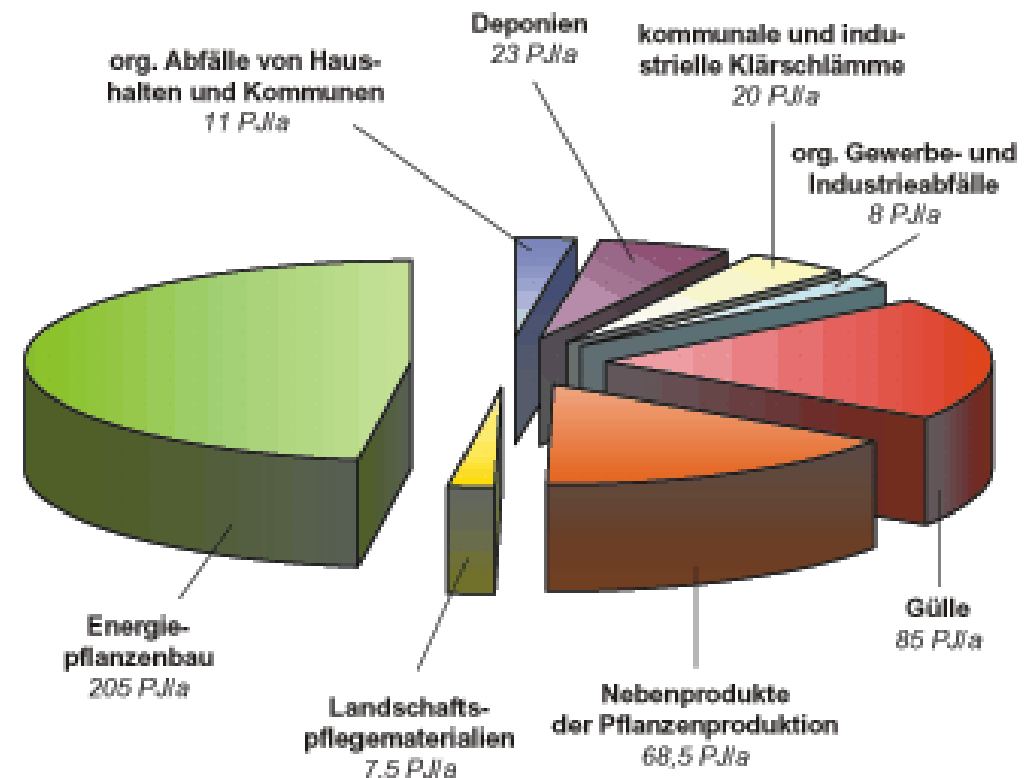 Deponien
23 PJ/a
kommunale und indu-
strielle Klärschlämme
20 PJ/a
org. Abfälle von Haus-
halten und Kommunen
11 PJ/a
org. Gewerbe- und
Industrieabfälle
8 PJ/a
Gülle
85 PJ/a
Energie-
pflanzenbau
205 PJ/a
Landschafts-
pflegematerialien
7,5 PJ/a
Nebenprodukte
der Pflanzenproduktion
68,5 PJ/a